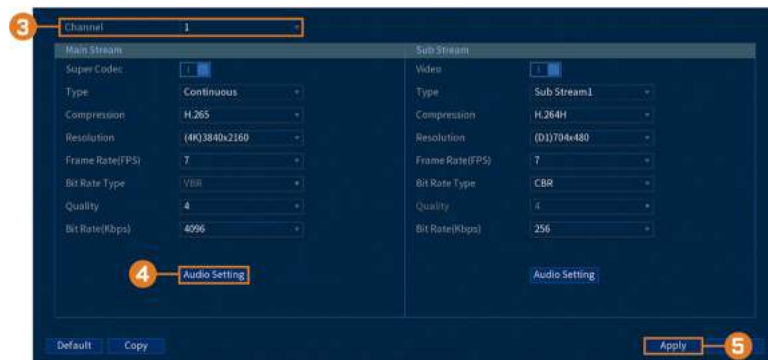 3 Channel 1
Main Stream Sub Stream
Super Codec Video
Type Continuous Type Sub Stream1
Compression H.265 Compression H.264H
Resolution (4K)3840x2160 Resolution (D1)704x480
Frame Rate(FPS) 7 Frame Rate(FPS) 7
Bit Rate Type VBR Bit Rate Type CBR
Quality 4 Quality 4
Bit Rate(Kbps) 4096 Bit Rate(Kbps) 256
4 Audio Setting Audio Setting
Default Copy Apply 5